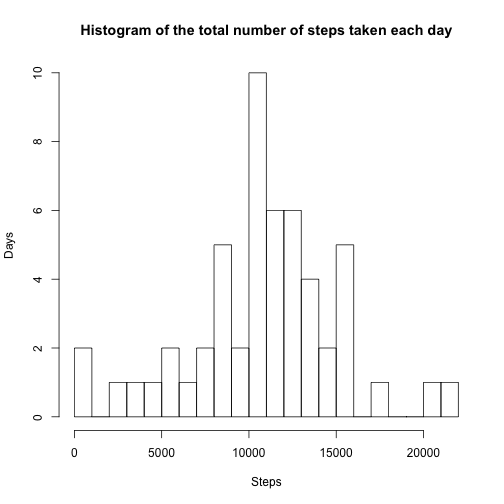 Histogram of the total number of steps taken each day
10
8
6
4
2
0
Days
0 5000 10000 15000 20000
Steps